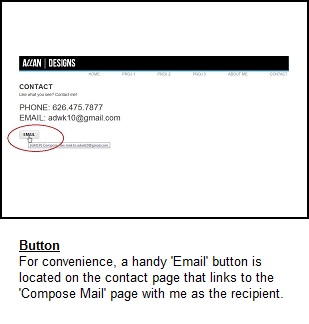 ALLAN | DESIGNS
HOME PROJ 1 PROJ 2 PROJ 3 ABOUT ME CONTACT
CONTACT
Like what you see? Contact me!
PHONE: 626.475.7877
EMAIL: adwk10@gmail.com
EMAIL
Button
For convenience, a handy 'Email' button is
located on the contact page that links to the
'Compose Mail' page with me as the recipient.